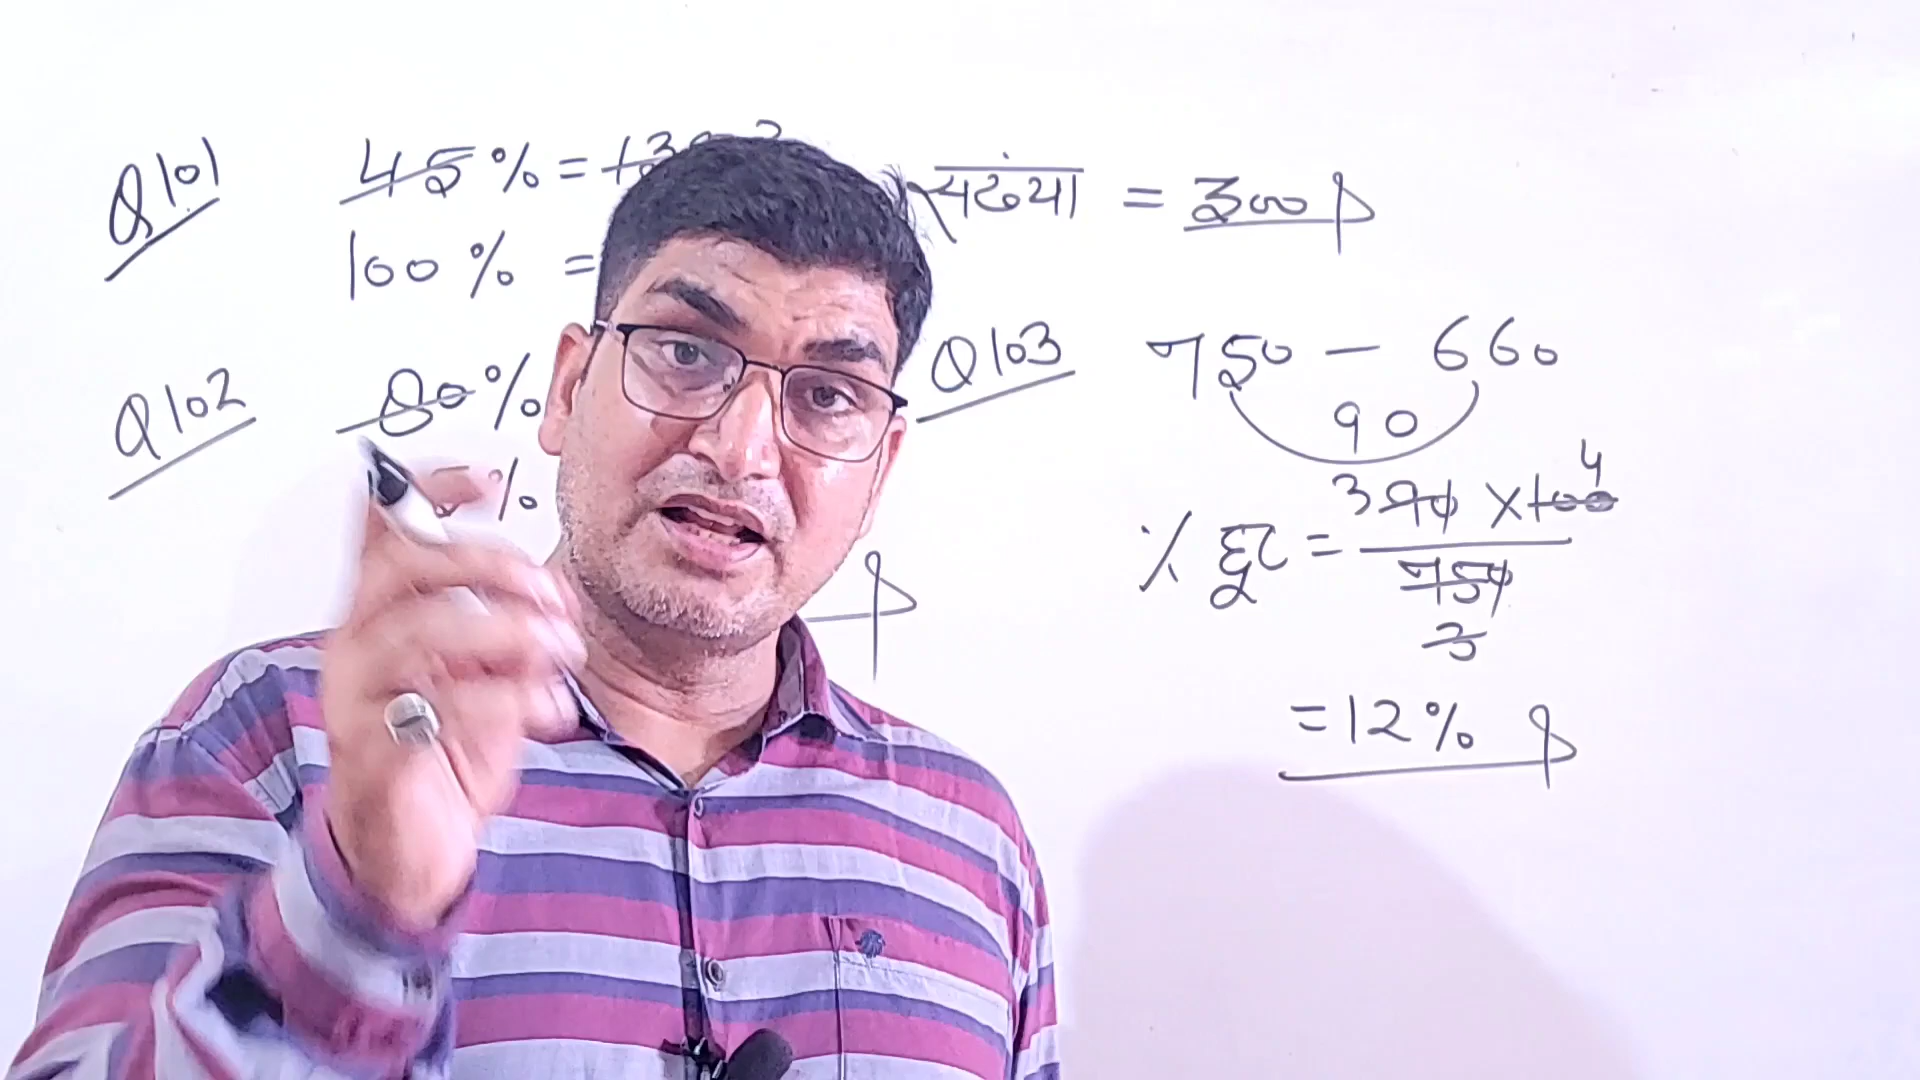 Q101
45% =
100% =
संख्या = 300
Q102
80%
%
Q103
750 - 660
90
% छूट = 3 90 × 100 4
750
3
= 12%